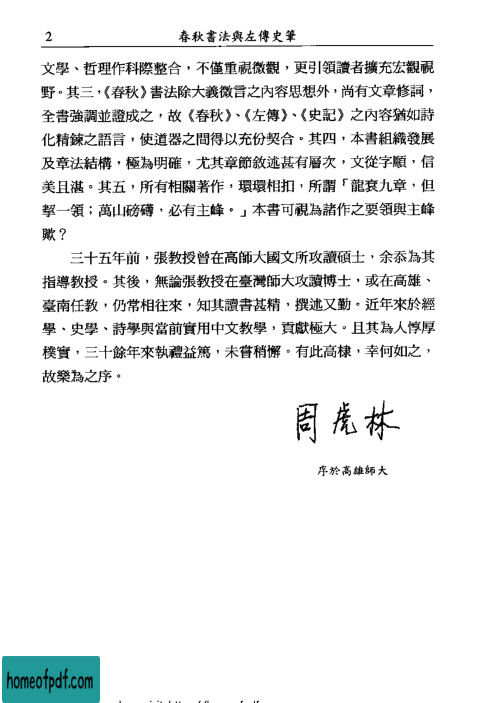 2 春秋書法與左傳史筆
文學、哲理作科際整合，不僅重視微觀，更引領讀者擴充宏觀視
野。其三，《春秋》書法除大義微言之內容思想外，尚有文章修詞，
全書強調並證成之，故《春秋》、《左傳》、《史記》之內容猶如詩
化精鍊之語言，使道器之間得以充份契合。其四，本書組織發展
及章法結構，極為明確，尤其章節敘述甚有層次，文從字順，信
美且湛。其五，所有相關著作，環環相扣，所謂「龍袞九章，但
挈一領；萬山磅礡，必有主峰。」本書可視為諸作之要領與主峰
歟？
三十五年前，張教授曾在高師大國文所攻讀碩士，余忝為其
指導教授。其後，無論張教授在臺灣師大攻讀博士，或在高雄、
臺南任教，仍常相往來，知其讀書甚精，撰述又勤。近年來於經
學、史學、詩學與當前實用中文教學，貢獻極大。且其為人惇厚
樸實，三十餘年來執禮益篤，未嘗稍懈。有此高棣，幸何如之，
故樂為之序。
周虎林
序於高雄師大
homeofpdf.com